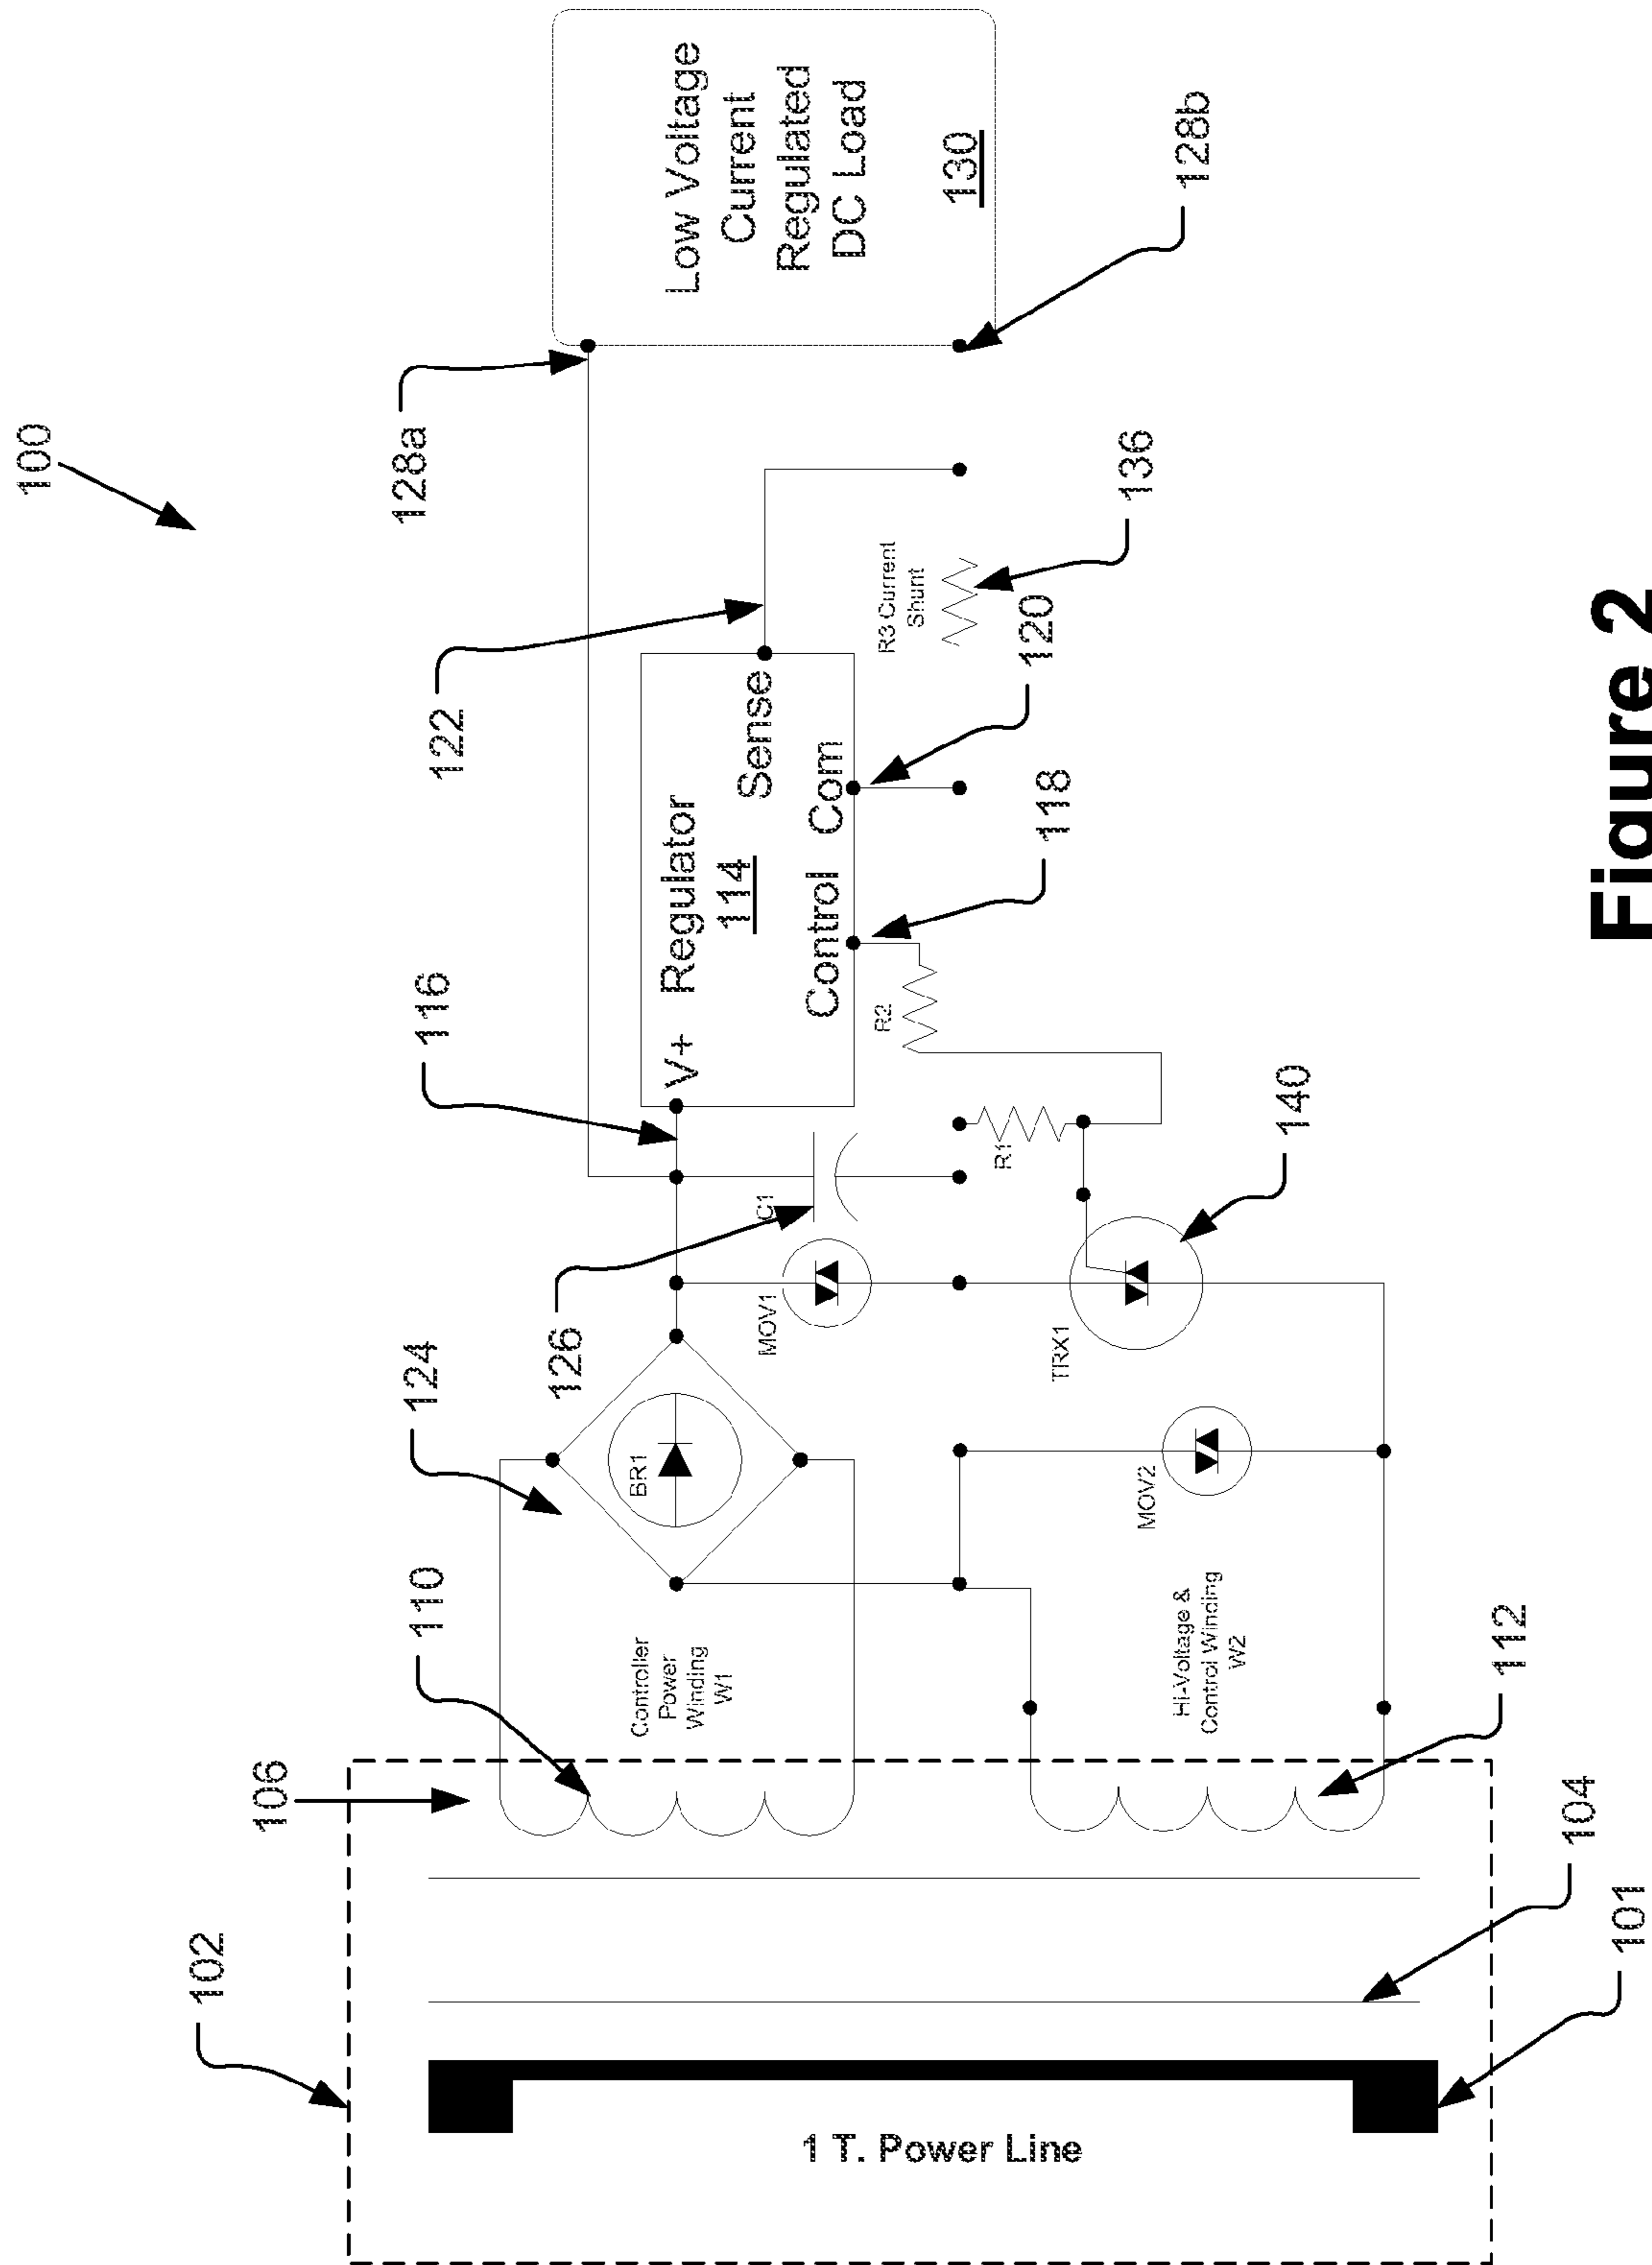 100
128a
Low Voltage
Current
Regulated
DC Load
130
128b
122
116
V+
Regulator
114
Sense
Control
Com
R3 Current
Shunt
136
120
118
R2
R1
140
C1
126
MOV1
TRX1
124
BR1
MOV2
110
Controller
Power
Winding
W1
Hi-Voltage &
Control Winding
W2
112
106
104
102
101
1 T. Power Line
Figure 2